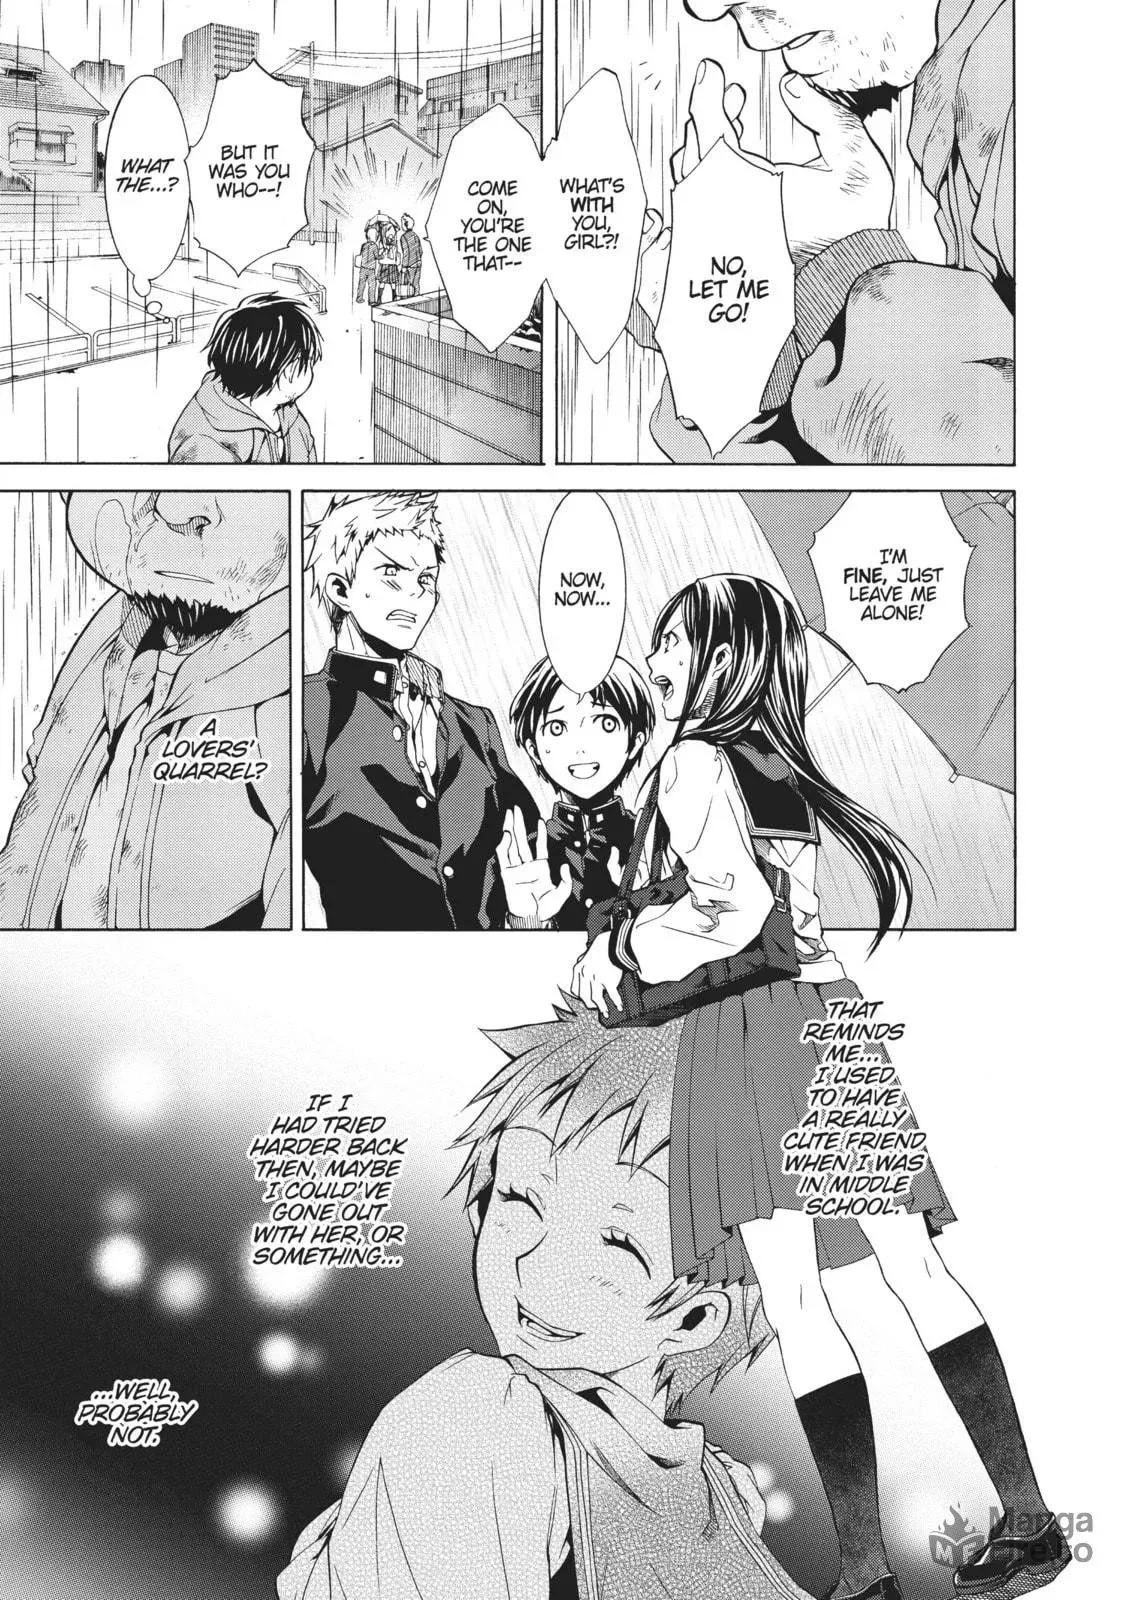 NO,
LET ME
GO!
WHAT'S
WITH
YOU,
GIRL?!
COME
ON,
YOU'RE
THE ONE
THAT--
BUT IT
WAS YOU
WHO--!
WHAT
THE...?
I'M
FINE, JUST
LEAVE ME
ALONE!
NOW,
NOW...
A
LOVERS'
QUARREL?
THAT
REMINDS
ME...
I USED
TO HAVE
A REALLY
CUTE FRIEND
WHEN I WAS
IN MIDDLE
SCHOOL.
IF I
HAD TRIED
HARDER BACK
THEN, MAYBE
I COULD'VE
GONE OUT
WITH HER, OR
SOMETHING...
...WELL,
PROBABLY
NOT.
Manga
Fire.to